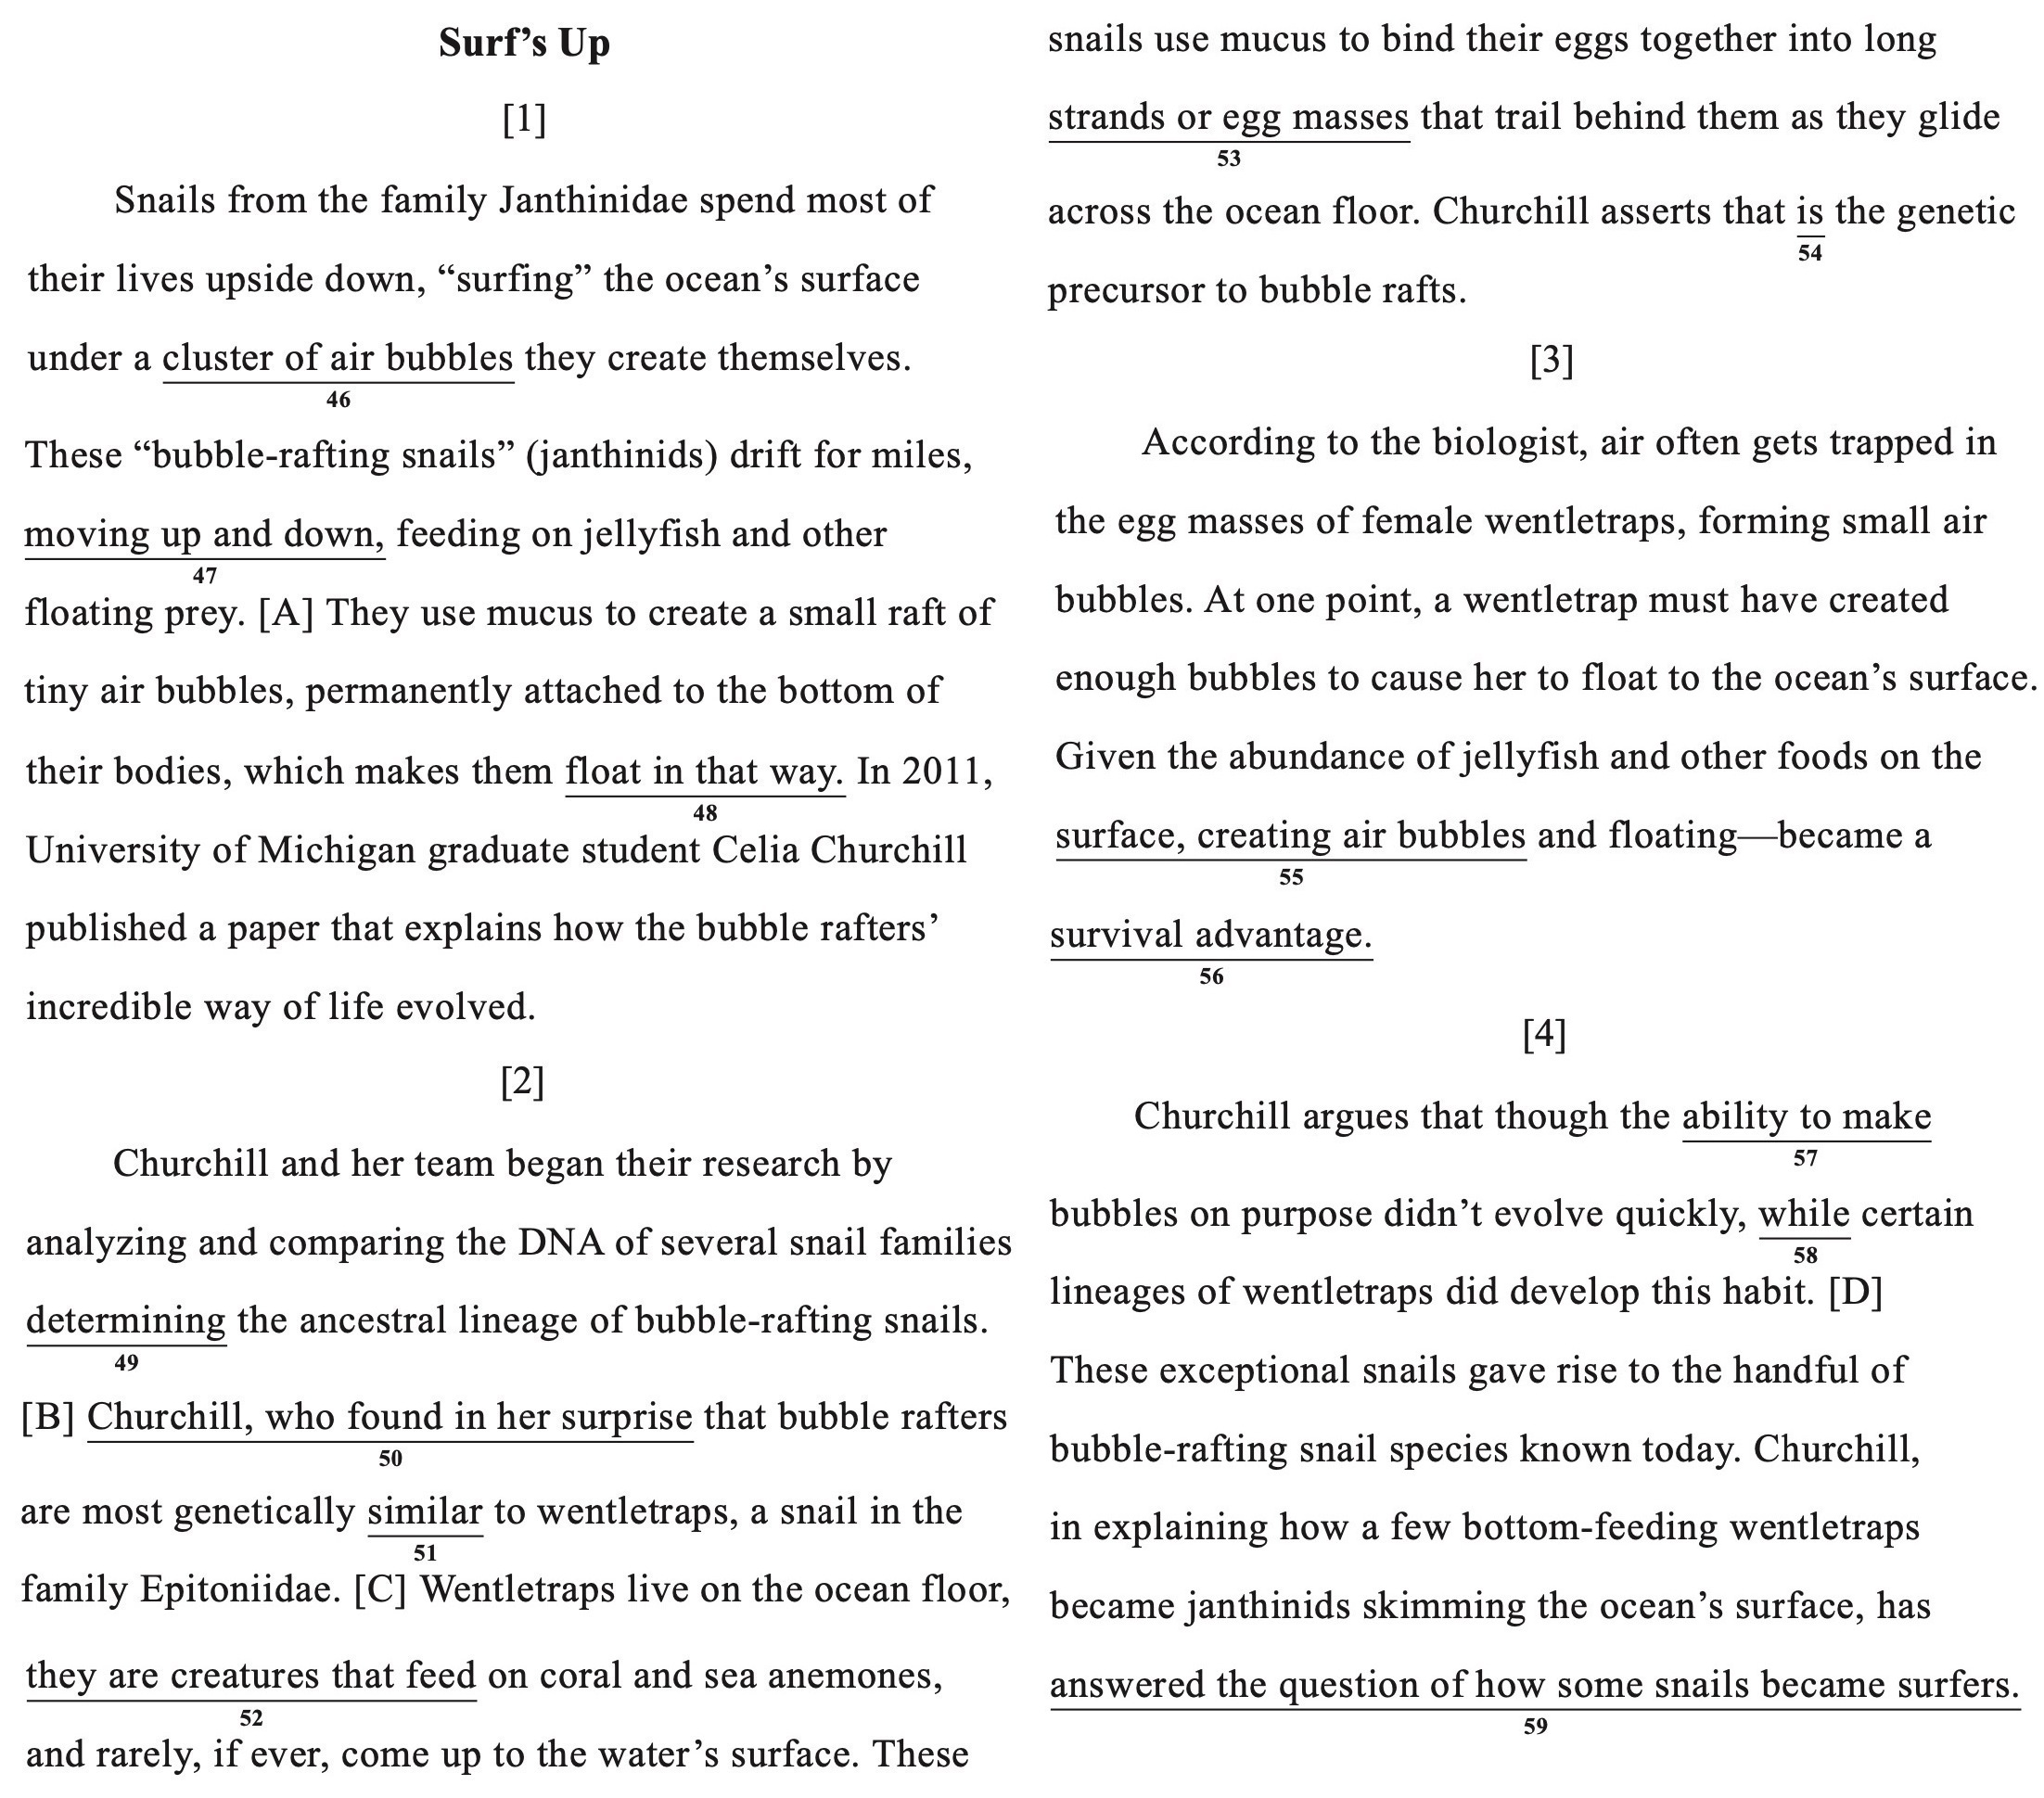 Surf’s Up
[1]
Snails from the family Janthinidae spend most of
their lives upside down, “surfing” the ocean’s surface
under a cluster of air bubbles they create themselves.
46
These “bubble-rafting snails” (janthinids) drift for miles,
moving up and down, feeding on jellyfish and other
47
floating prey. [A] They use mucus to create a small raft of
tiny air bubbles, permanently attached to the bottom of
their bodies, which makes them float in that way. In 2011,
48
University of Michigan graduate student Celia Churchill
published a paper that explains how the bubble rafters’
incredible way of life evolved.
[2]
Churchill and her team began their research by
analyzing and comparing the DNA of several snail families
determining the ancestral lineage of bubble-rafting snails.
49
[B] Churchill, who found in her surprise that bubble rafters
50
are most genetically similar to wentletraps, a snail in the
51
family Epitoniidae. [C] Wentletraps live on the ocean floor,
they are creatures that feed on coral and sea anemones,
52
and rarely, if ever, come up to the water’s surface. These
snails use mucus to bind their eggs together into long
strands or egg masses that trail behind them as they glide
53
across the ocean floor. Churchill asserts that is the genetic
54
precursor to bubble rafts.
[3]
According to the biologist, air often gets trapped in
the egg masses of female wentletraps, forming small air
bubbles. At one point, a wentletrap must have created
enough bubbles to cause her to float to the ocean’s surface.
Given the abundance of jellyfish and other foods on the
surface, creating air bubbles and floating—became a
55
survival advantage.
56
[4]
Churchill argues that though the ability to make
57
bubbles on purpose didn’t evolve quickly, while certain
58
lineages of wentletraps did develop this habit. [D]
These exceptional snails gave rise to the handful of
bubble-rafting snail species known today. Churchill,
in explaining how a few bottom-feeding wentletraps
became janthinids skimming the ocean’s surface, has
answered the question of how some snails became surfers.
59